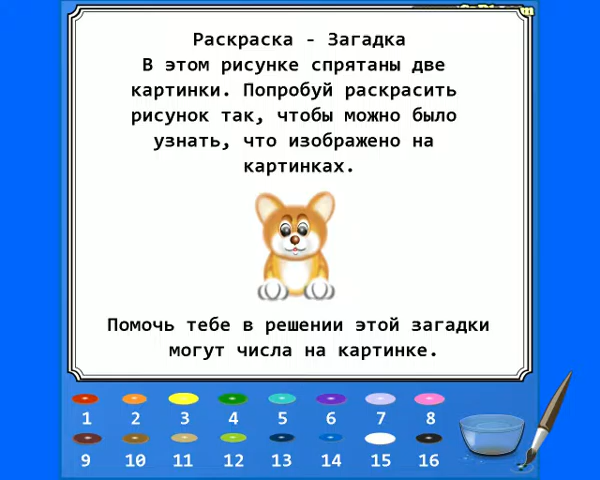 Раскраска - Загадка
В этом рисунке спрятаны две
картинки. Попробуй раскрасить
рисунок так, чтобы можно было
узнать, что изображено на
картинках.
Помочь тебе в решении этой загадки
могут числа на картинке.
1 2 3 4 5 6 7 8
9 10 11 12 13 14 15 16